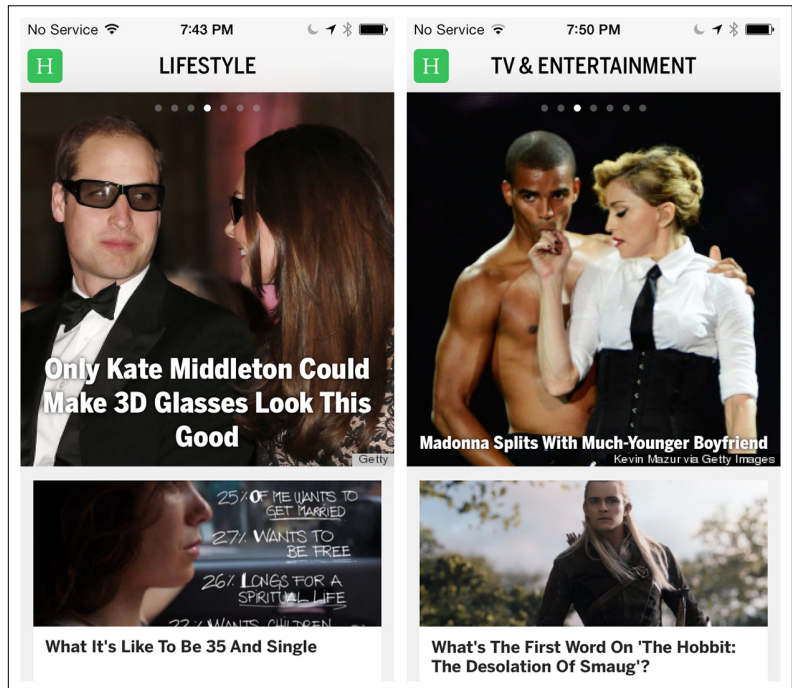 No Service
7:43 PM
H
LIFESTYLE
Only Kate Middleton Could
Make 3D Glasses Look This
Good
Getty
25% OF ME WANTS TO
GET MARRIED
27% WANTS TO
BE FREE
26% LONGS FOR A
SPIRITUAL LIFE
22% WANTS CHILDREN
What It's Like To Be 35 And Single
No Service
7:50 PM
H
TV & ENTERTAINMENT
Madonna Splits With Much-Younger Boyfriend
Kevin Mazur via Getty Images
What's The First Word On 'The Hobbit:
The Desolation Of Smaug'?